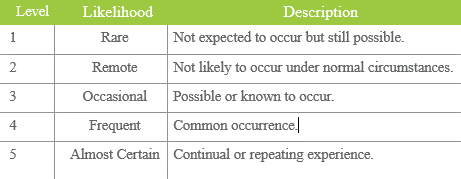 Level Likelihood Description
1 Rare Not expected to occur but still possible.
2 Remote Not likely to occur under normal circumstances.
3 Occasional Possible or known to occur.
4 Frequent Common occurrence.
5 Almost Certain Continual or repeating experience.